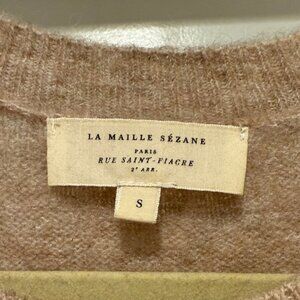 LA MAILLE SÉZANE
PARIS
RUE SAINT-FIACRE
2ᵉ ARR.
S